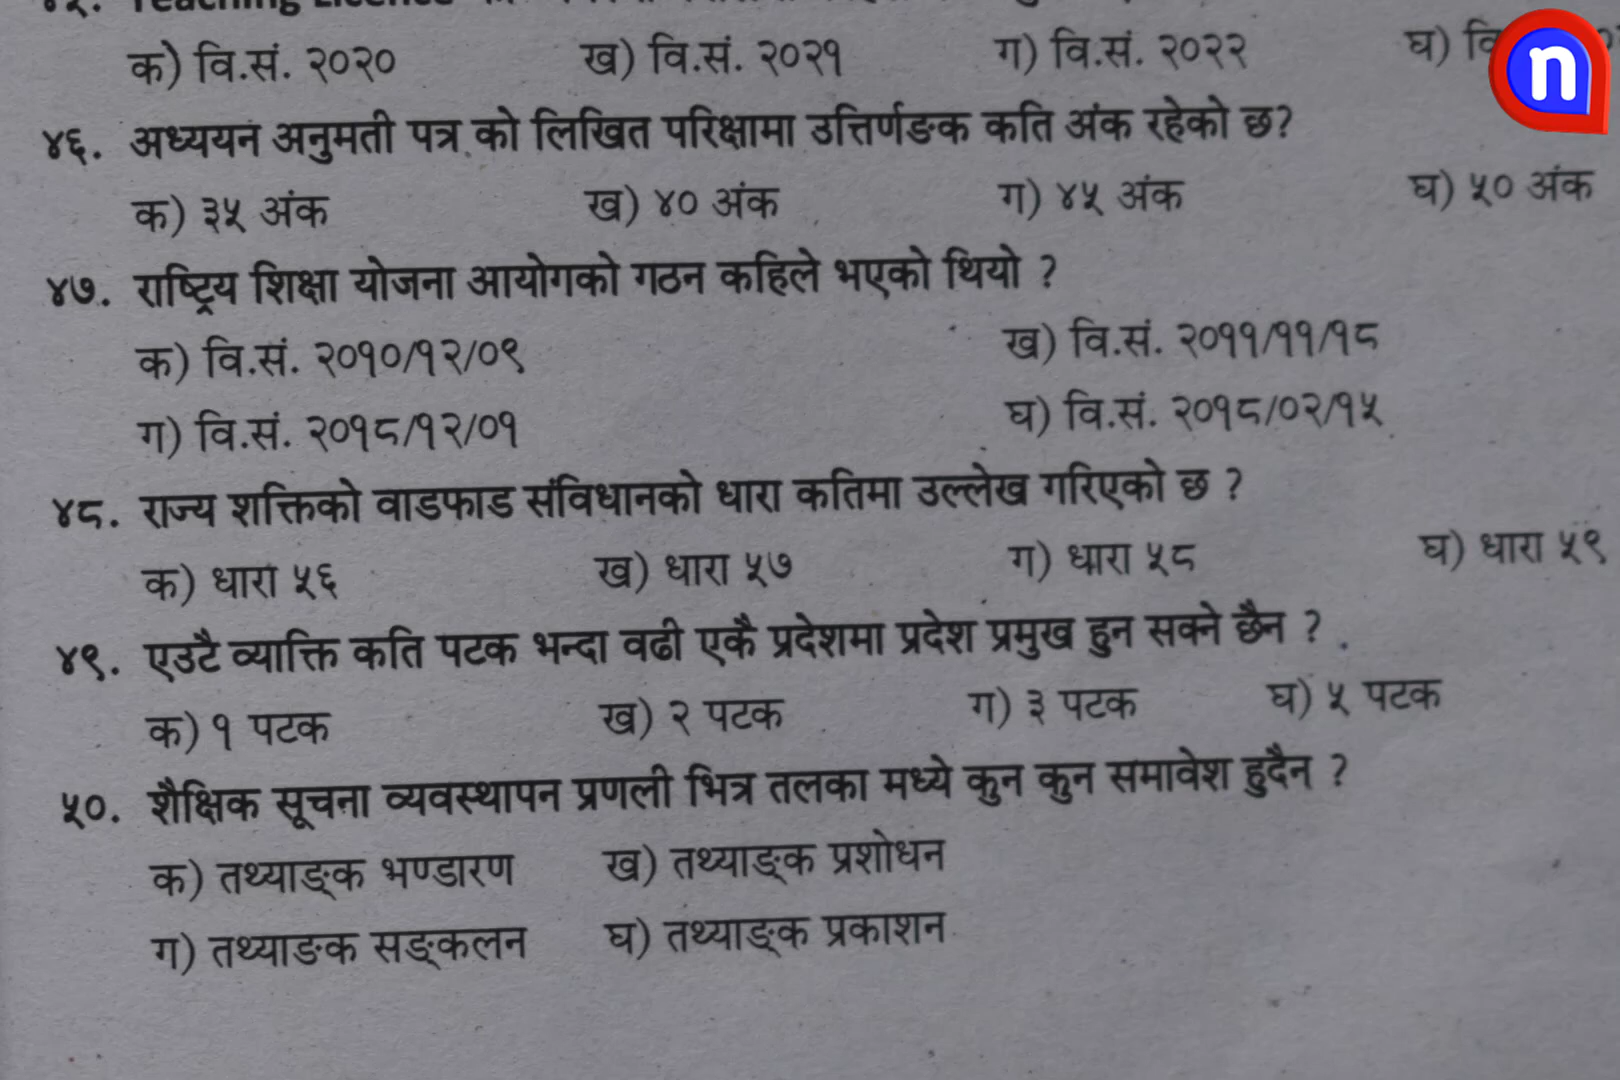 Teaching Licence
क) वि.सं. २०२० ख) वि.सं. २०२१ ग) वि.सं. २०२२ घ)
n
४६. अध्ययन अनुमती पत्र को लिखित परिक्षामा उत्तिर्णङक कति अंक रहेको छ?
क) ३५ अंक ख) ४० अंक ग) ४५ अंक घ) ५० अंक
४७. राष्ट्रिय शिक्षा योजना आयोगको गठन कहिले भएको थियो ?
क) वि.सं. २०१०/१२/०९ ख) वि.सं. २०११/११/१८
ग) वि.सं. २०१८/१२/०१ घ) वि.सं. २०१८/०२/१५
४८. राज्य शक्तिको वाडफाड संविधानको धारा कतिमा उल्लेख गरिएको छ ?
क) धारा ५६ ख) धारा ५७ ग) धारा ५८ घ) धारा ५९
४९. एउटै व्याक्ति कति पटक भन्दा वढी एकै प्रदेशमा प्रदेश प्रमुख हुन सक्ने छैन ?
क) १ पटक ख) २ पटक ग) ३ पटक घ) ५ पटक
५०. शैक्षिक सूचना व्यवस्थापन प्रणली भित्र तलका मध्ये कुन कुन समावेश हुदैन ?
क) तथ्याङ्क भण्डारण ख) तथ्याङ्क प्रशोधन
ग) तथ्याङक सङ्कलन घ) तथ्याङ्क प्रकाशन